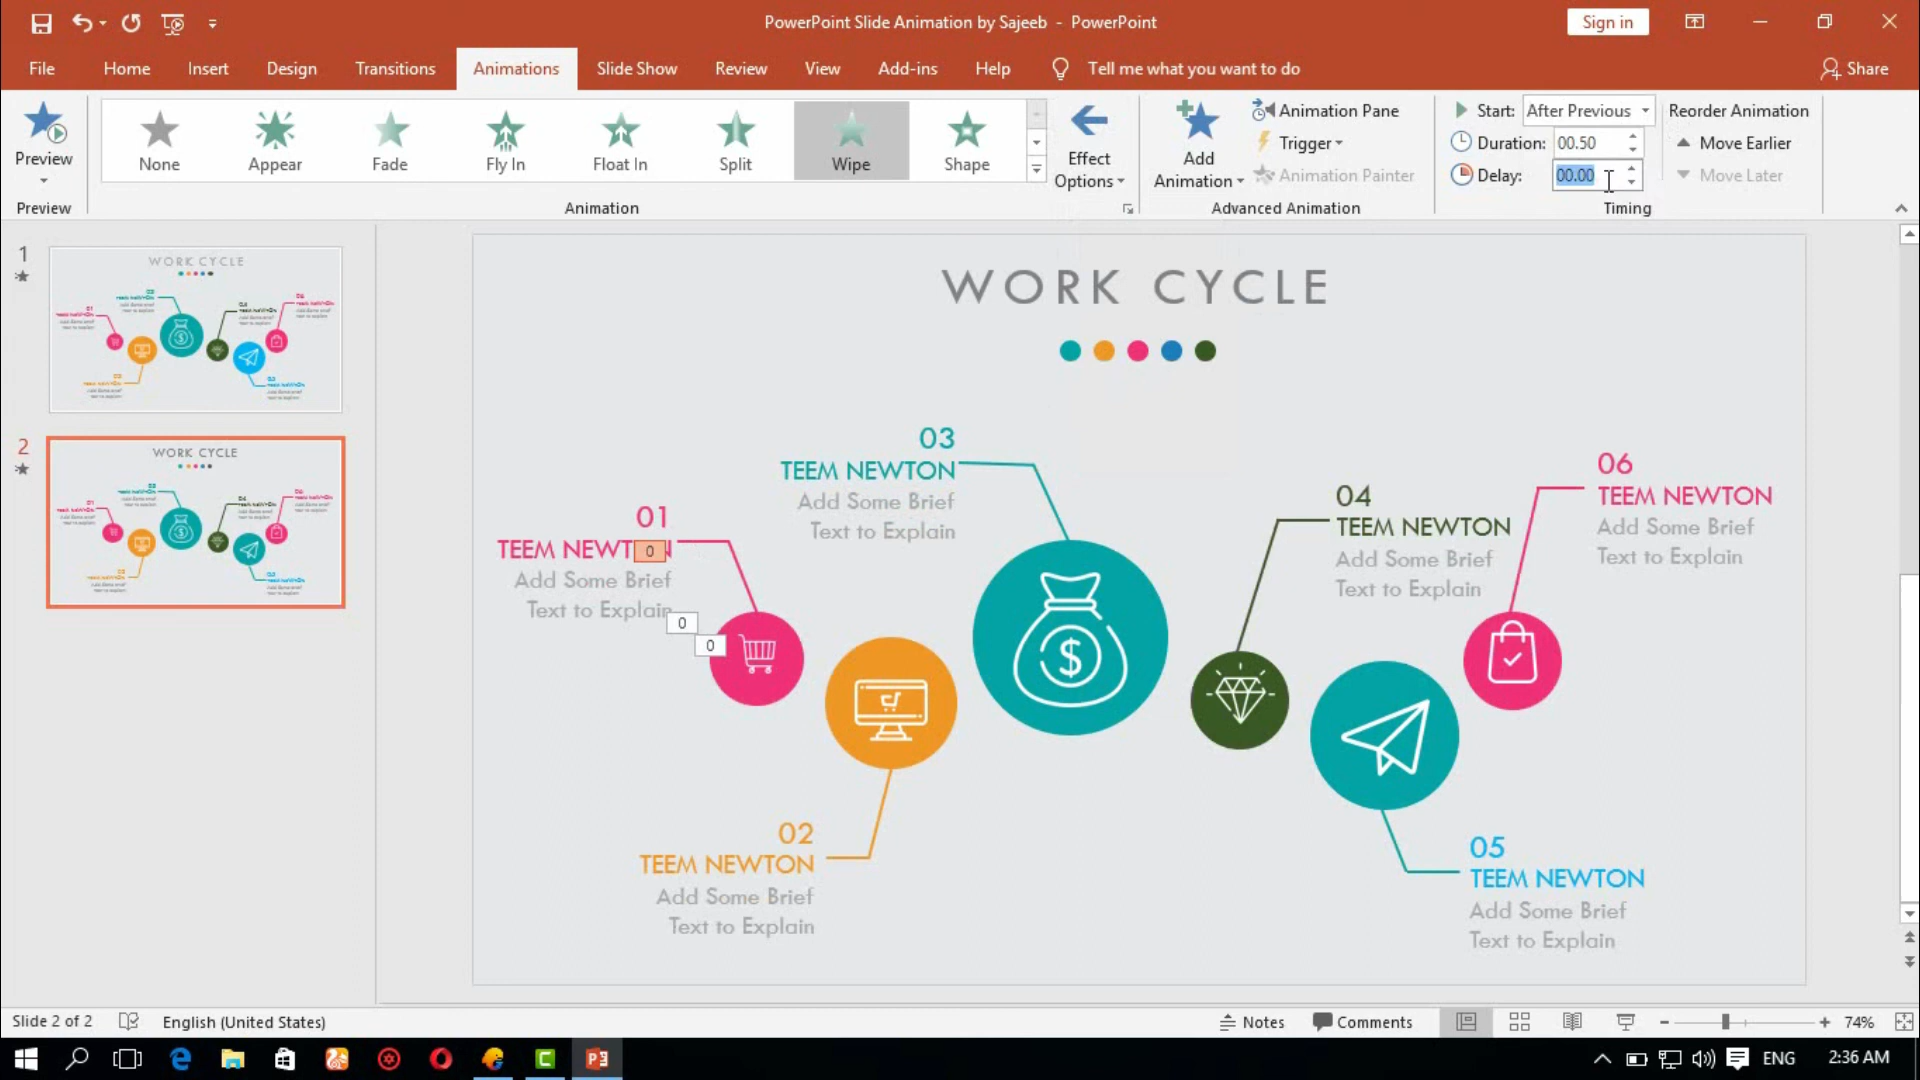 PowerPoint Slide Animation by Sajeeb - PowerPoint
Sign in
File Home Insert Design Transitions Animations Slide Show Review View Add-ins Help Tell me what you want to do Share
Preview
None
Appear
Fade
Fly In
Float In
Split
Wipe
Shape
Effect
Options
Add
Animation
Animation Pane
Trigger
Animation Painter
Start: After Previous
Duration: 00.50
Delay: 00.00
Reorder Animation
Move Earlier
Move Later
Preview
Animation
Advanced Animation
Timing
1
WORK CYCLE
2
WORK CYCLE
WORK CYCLE
01
TEEM NEWT N
0
Add Some Brief
Text to Explain
0
0
02
TEEM NEWTON
Add Some Brief
Text to Explain
03
TEEM NEWTON
Add Some Brief
Text to Explain
$
04
TEEM NEWTON
Add Some Brief
Text to Explain
05
TEEM NEWTON
Add Some Brief
Text to Explain
06
TEEM NEWTON
Add Some Brief
Text to Explain
Slide 2 of 2
English (United States)
Notes
Comments
74%
ENG
2:36 AM